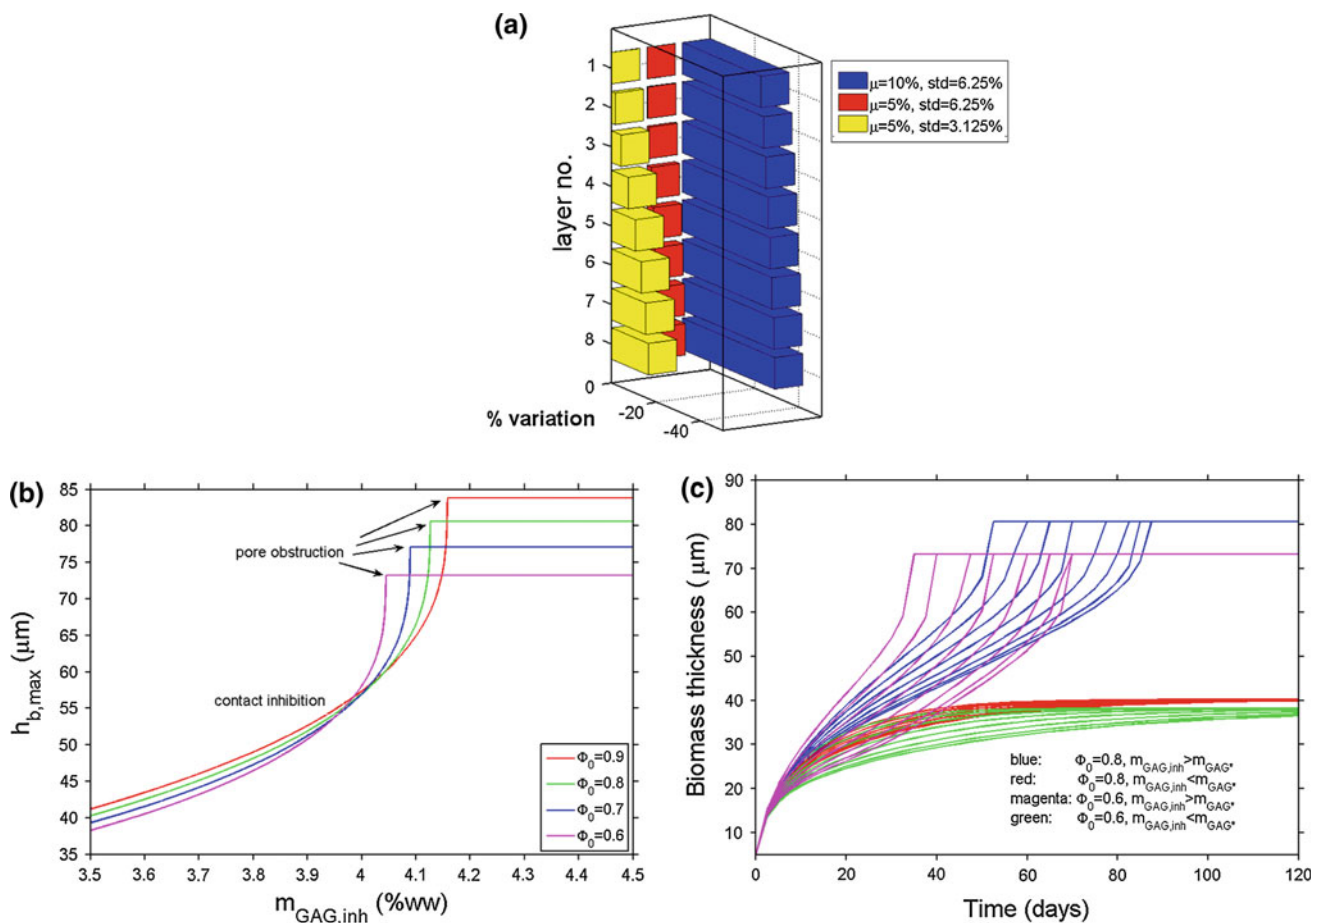 (a)
1
2
3
4
5
6
7
8
0
-20
-40
layer no.
% variation
μ=10%, std=6.25%
μ=5%, std=6.25%
μ=5%, std=3.125%
(b)
85
80
75
70
65
60
55
50
45
40
35
h_b,max (μm)
pore obstruction
contact inhibition
Φ₀=0.9
Φ₀=0.8
Φ₀=0.7
Φ₀=0.6
3.5 3.6 3.7 3.8 3.9 4 4.1 4.2 4.3 4.4 4.5
m_GAG,inh (%ww)
(c)
90
80
70
60
50
40
30
20
10
Biomass thickness (μm)
blue: Φ₀=0.8, m_GAG,inh>m_GAG*
red: Φ₀=0.8, m_GAG,inh<m_GAG*
magenta: Φ₀=0.6, m_GAG,inh>m_GAG*
green: Φ₀=0.6, m_GAG,inh<m_GAG*
0 20 40 60 80 100 120
Time (days)